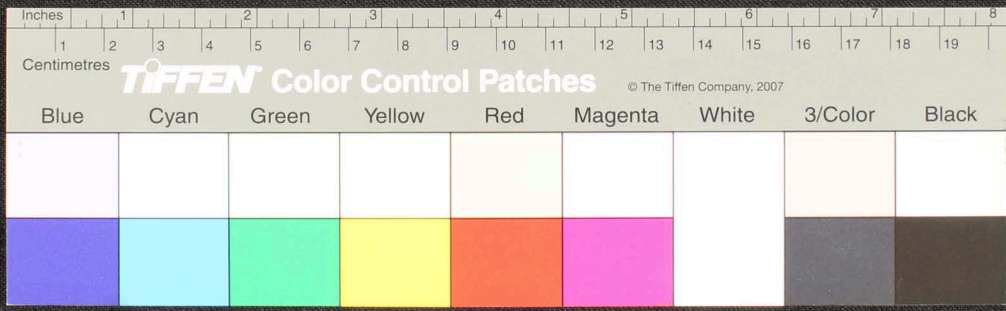 Inches 1 2 3 4 5 6 7 8
1 2 3 4 5 6 7 8 9 10 11 12 13 14 15 16 17 18 19
Centimetres
TIFFEN® Color Control Patches © The Tiffen Company, 2007
Blue Cyan Green Yellow Red Magenta White 3/Color Black